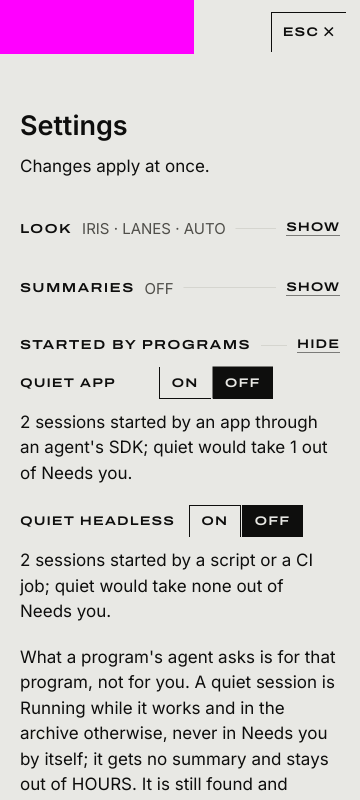 ESC ✕
Settings
Changes apply at once.
LOOK IRIS · LANES · AUTO SHOW
SUMMARIES OFF SHOW
STARTED BY PROGRAMS HIDE
QUIET APP ON OFF
2 sessions started by an app through
an agent's SDK; quiet would take 1 out
of Needs you.
QUIET HEADLESS ON OFF
2 sessions started by a script or a CI
job; quiet would take none out of
Needs you.
What a program's agent asks is for that
program, not for you. A quiet session is
Running while it works and in the
archive otherwise, never in Needs you
by itself; it gets no summary and stays
out of HOURS. It is still found and